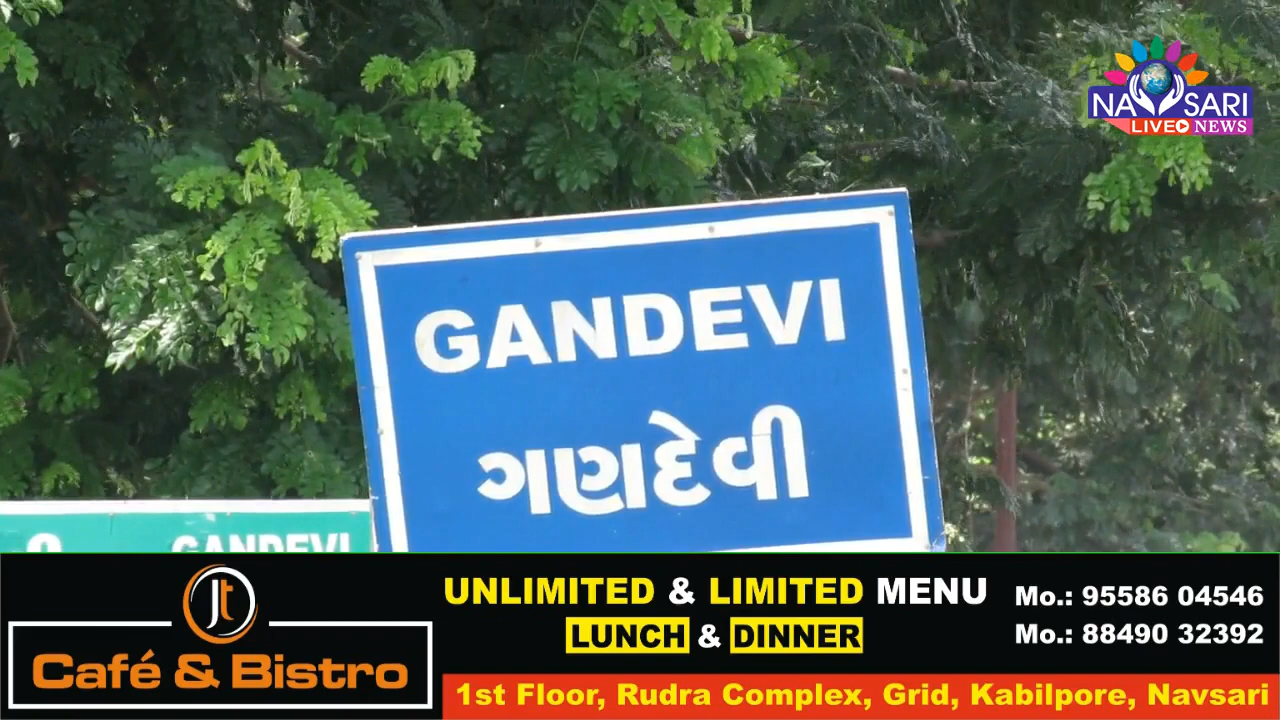 NAVSARI
LIVE NEWS
GANDEVI
ગણદેવી
GANDEVI
Jt
Café & Bistro
UNLIMITED & LIMITED MENU
LUNCH & DINNER
Mo.: 95586 04546
Mo.: 88490 32392
1st Floor, Rudra Complex, Grid, Kabilpore, Navsari